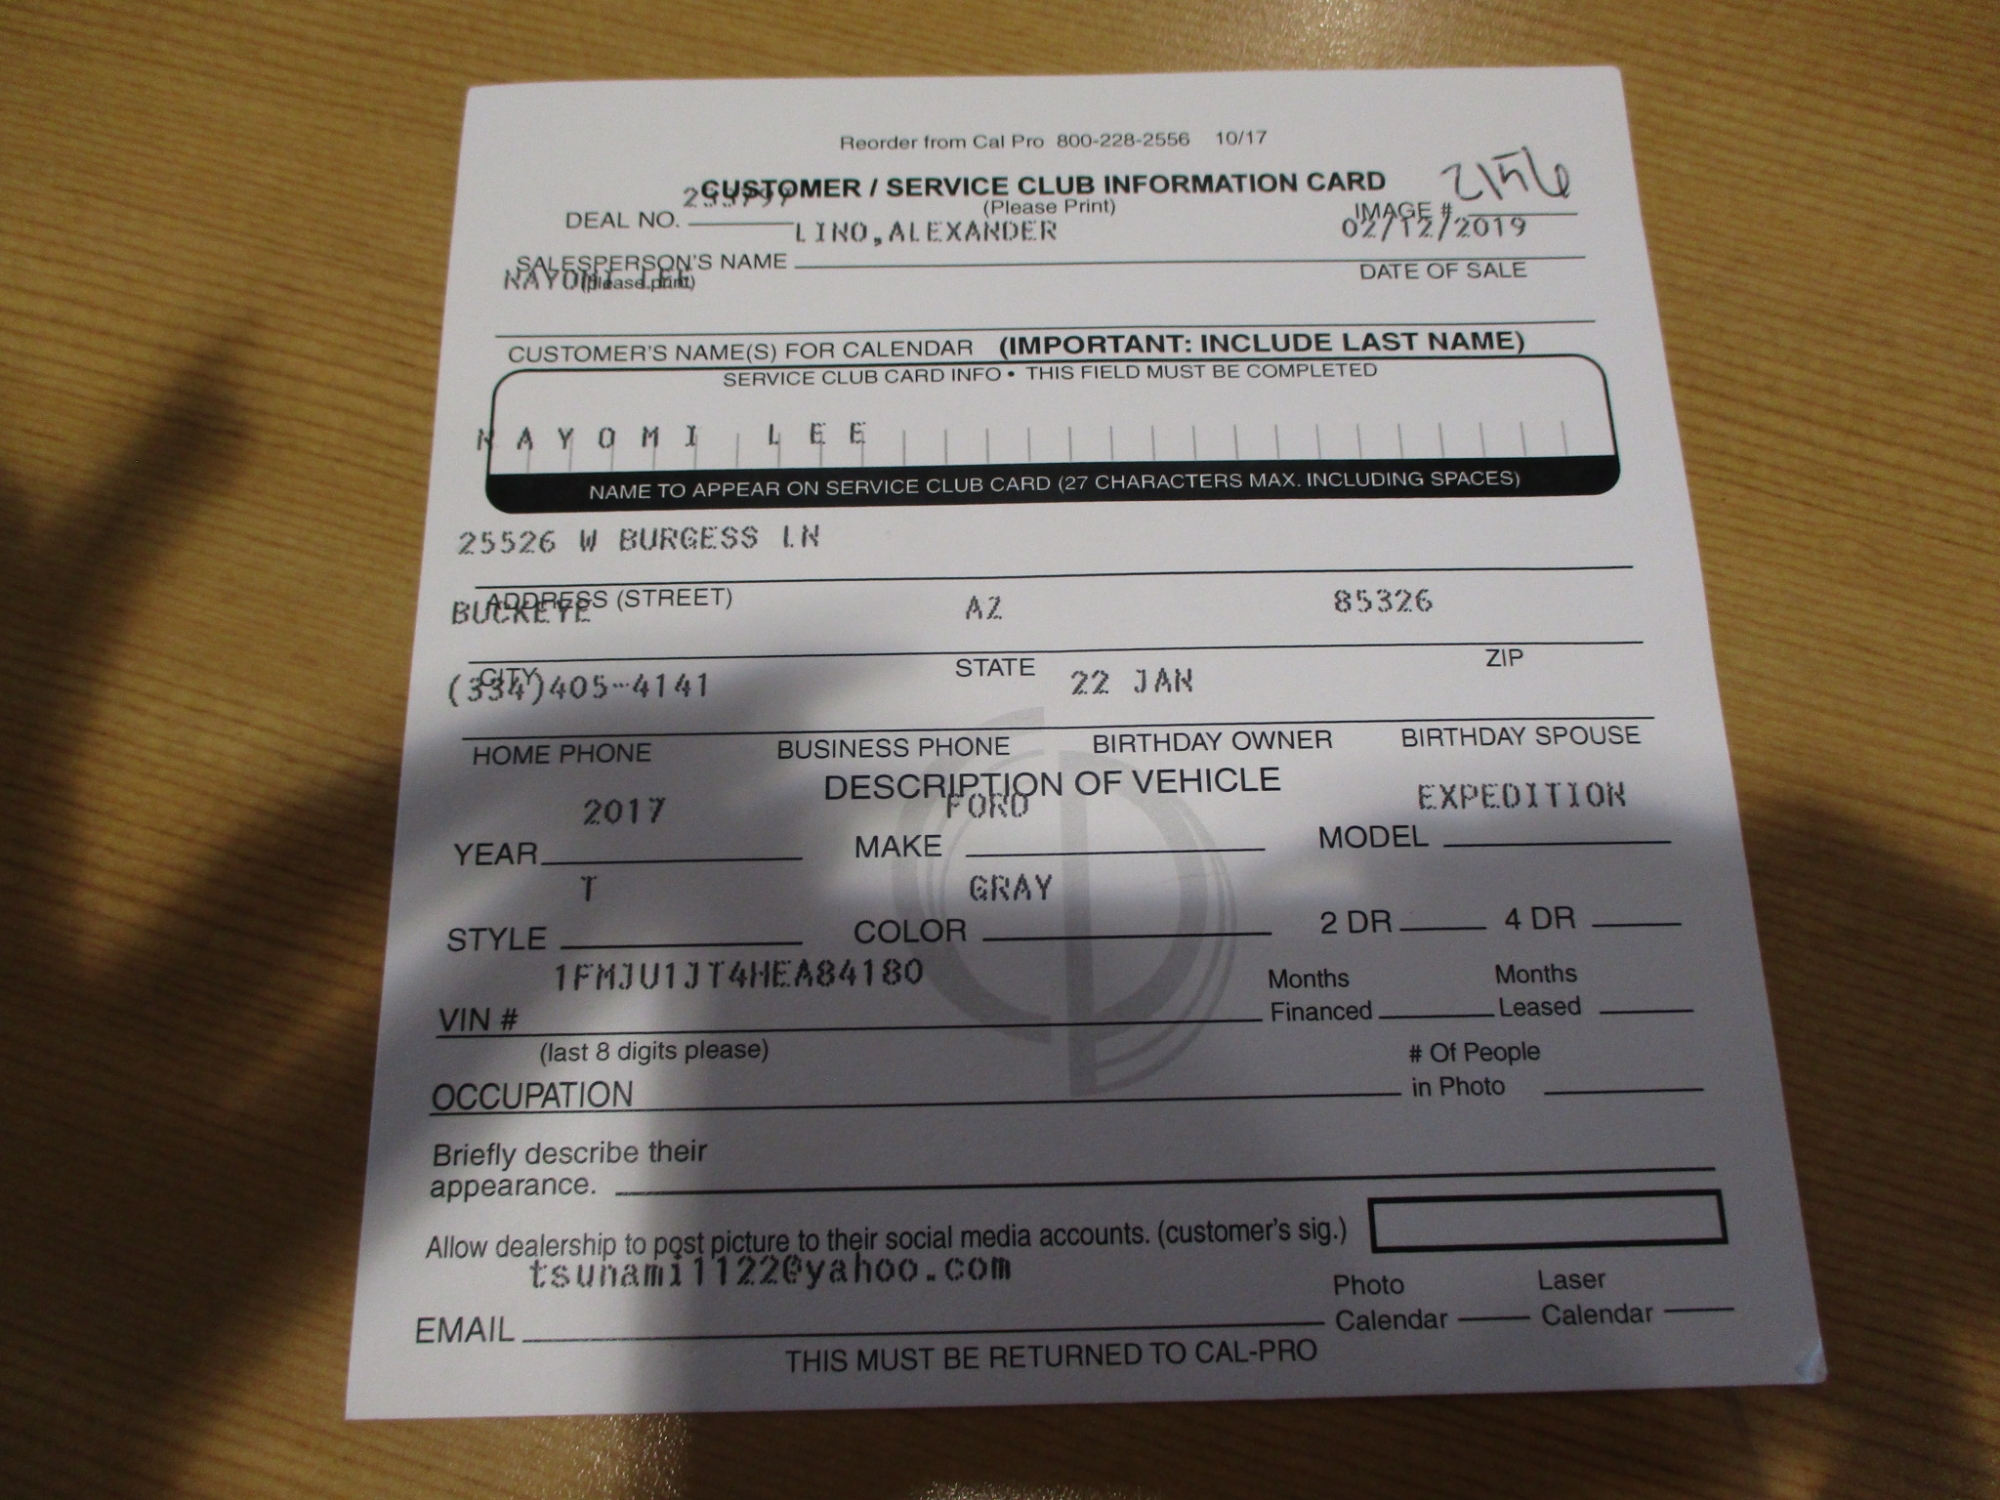 Reorder from Cal Pro 800-228-2556 10/17
CUSTOMER / SERVICE CLUB INFORMATION CARD
(Please Print)
DEAL NO. IMAGE # 2156
LINO,ALEXANDER 02/12/2019
SALESPERSON'S NAME DATE OF SALE
(please print)
NAYOMI LEE
CUSTOMER'S NAME(S) FOR CALENDAR (IMPORTANT: INCLUDE LAST NAME)
SERVICE CLUB CARD INFO • THIS FIELD MUST BE COMPLETED
NAYOMI LEE
NAME TO APPEAR ON SERVICE CLUB CARD (27 CHARACTERS MAX. INCLUDING SPACES)
25526 W BURGESS LN
ADDRESS (STREET)
BUCKEYE AZ 85326
CITY STATE ZIP
(334)405-4141 22 JAN
HOME PHONE BUSINESS PHONE BIRTHDAY OWNER BIRTHDAY SPOUSE
DESCRIPTION OF VEHICLE
2017 FORD EXPEDITION
YEAR MAKE MODEL
T GRAY
STYLE COLOR 2 DR 4 DR
1FMJU1JT4HEA84180
VIN # Months Financed Months Leased
(last 8 digits please)
OCCUPATION # Of People in Photo
Briefly describe their
appearance.
Allow dealership to post picture to their social media accounts. (customer's sig.)
tsunami1122@yahoo.com
EMAIL Photo Calendar Laser Calendar
THIS MUST BE RETURNED TO CAL-PRO